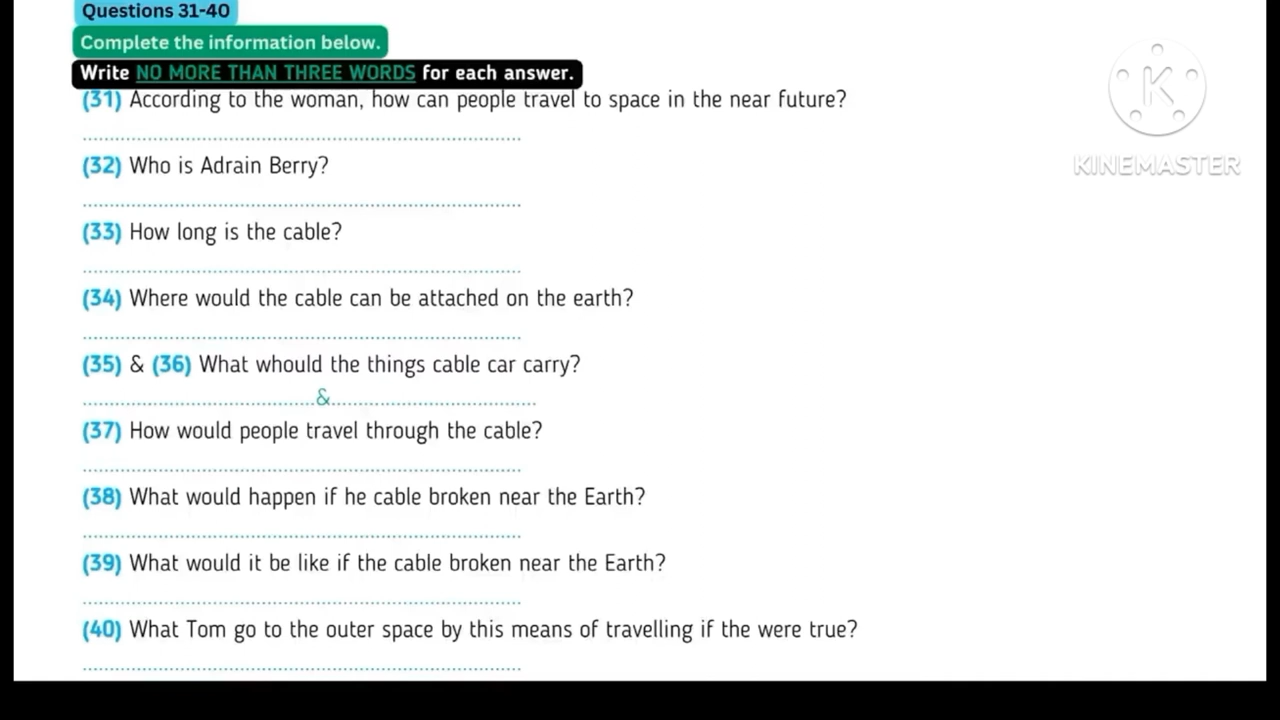 Questions 31-40
Complete the information below.
Write NO MORE THAN THREE WORDS for each answer.
(31) According to the woman, how can people travel to space in the near future?
(32) Who is Adrain Berry?
(33) How long is the cable?
(34) Where would the cable can be attached on the earth?
(35) & (36) What whould the things cable car carry?
&
(37) How would people travel through the cable?
(38) What would happen if he cable broken near the Earth?
(39) What would it be like if the cable broken near the Earth?
(40) What Tom go to the outer space by this means of travelling if the were true?
K
KINEMASTER